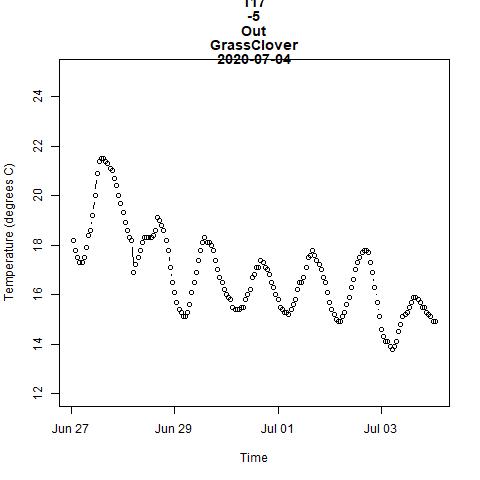 -5
Out
GrassClover
2020-07-04
Temperature (degrees C)
24
22
20
18
16
14
12
Jun 27
Jun 29
Jul 01
Jul 03
Time